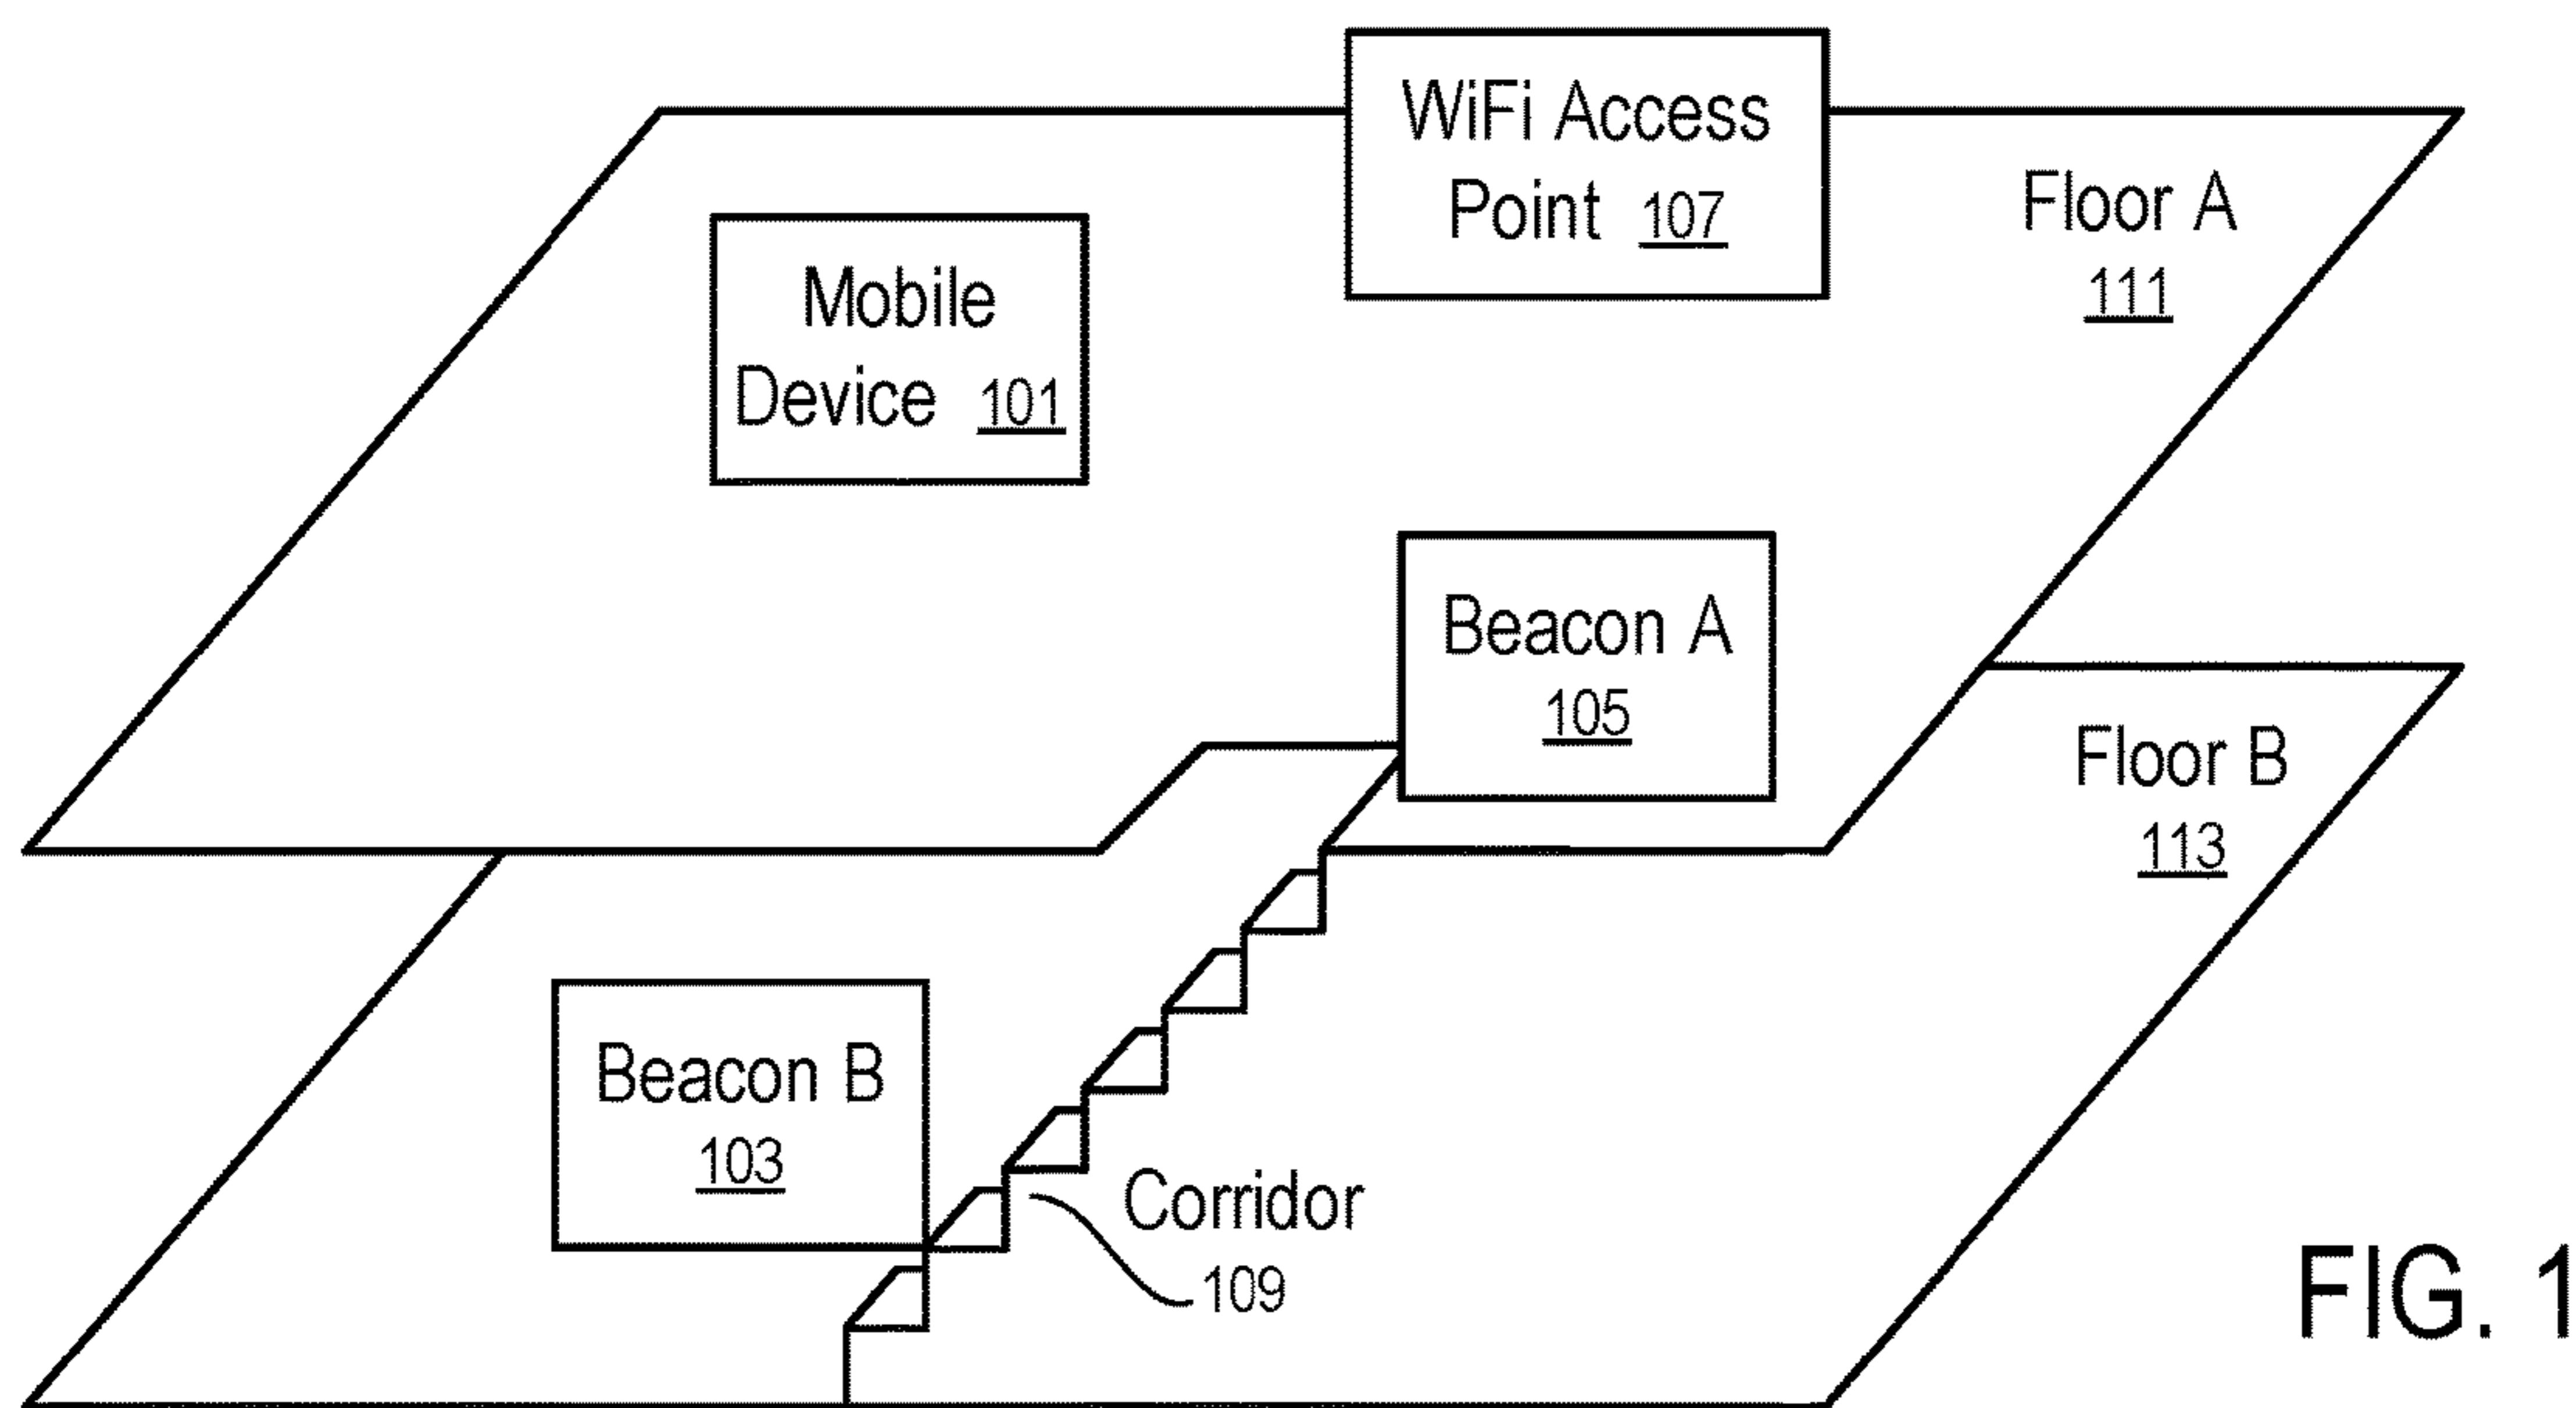 WiFi Access
Point 107
Floor A
111
Mobile
Device 101
Beacon A
105
Floor B
113
Beacon B
103
Corridor
109
FIG. 1